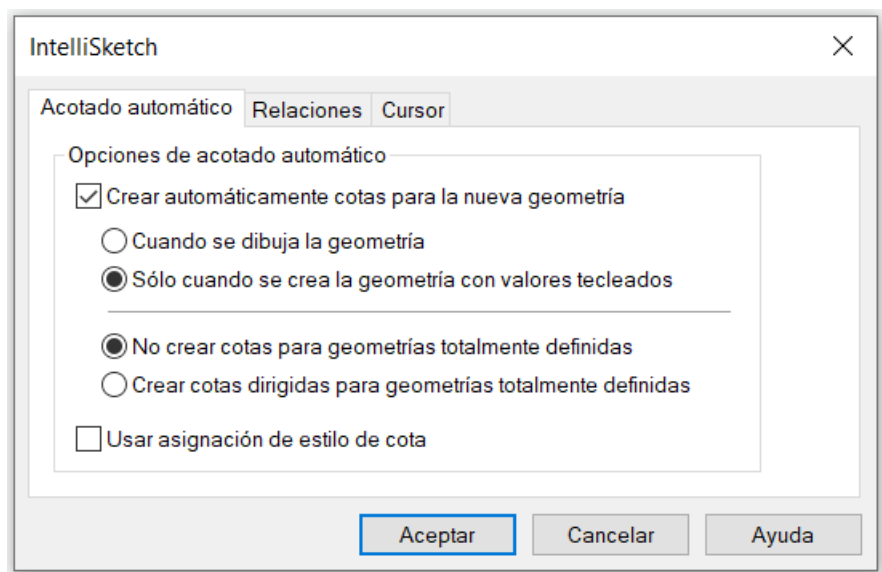 IntelliSketch
Acotado automático Relaciones Cursor
Opciones de acotado automático
Crear automáticamente cotas para la nueva geometría
Cuando se dibuja la geometría
Sólo cuando se crea la geometría con valores tecleados
No crear cotas para geometrías totalmente definidas
Crear cotas dirigidas para geometrías totalmente definidas
Usar asignación de estilo de cota
Aceptar Cancelar Ayuda